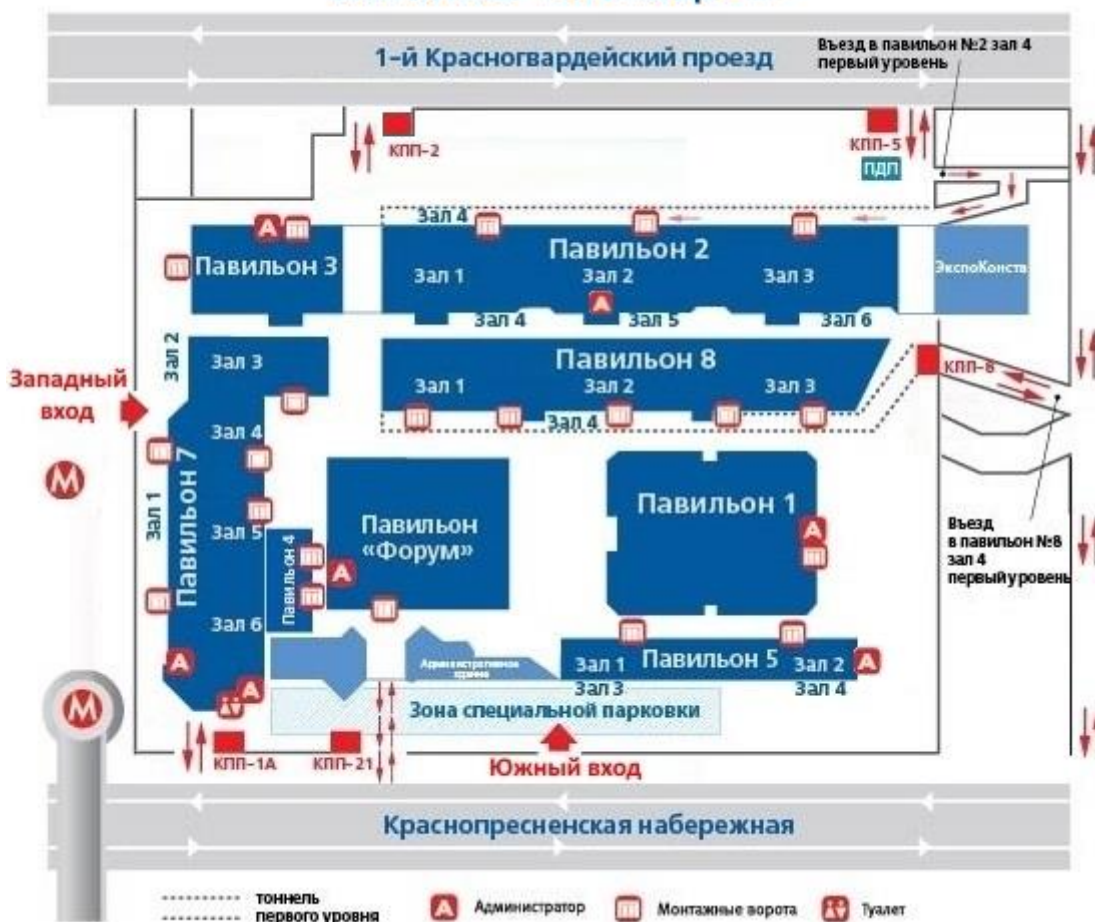 1-й Красногвардейский проезд
Въезд в павильон №2 зал 4
первый уровень
КПП-2
КПП-5
ПДП
Зал 4
Павильон 3
Павильон 2
Зал 1
Зал 2
Зал 3
ЭкспоКонста
А
А
Зал 4
Зал 5
Зал 6
Зал 2
Зал 3
Павильон 8
КПП-8
Зал 1
Зал 2
Зал 3
Западный
вход
Зал 4
Зал 4
М
Зал 1
Павильон 7
Зал 5
Павильон 4
Павильон
«Форум»
А
Павильон 1
А
Въезд
в павильон №8
зал 4
первый уровень
Зал 6
А
А
Административное
здание
Зал 1
Павильон 5
Зал 2
А
Зал 3
Зал 4
М
Зона специальной парковки
КПП-1А
КПП-21
Южный вход
Краснопресненская набережная
тоннель
первого уровня
А
Администратор
Монтажные ворота
Туалет